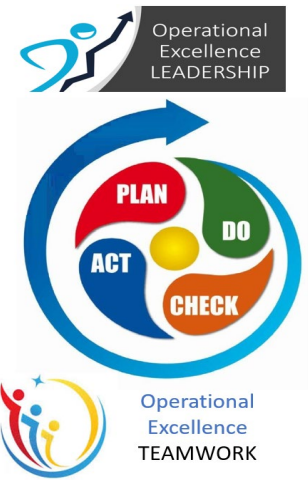 Operational
Excellence
LEADERSHIP
PLAN
DO
ACT
CHECK
Operational
Excellence
TEAMWORK